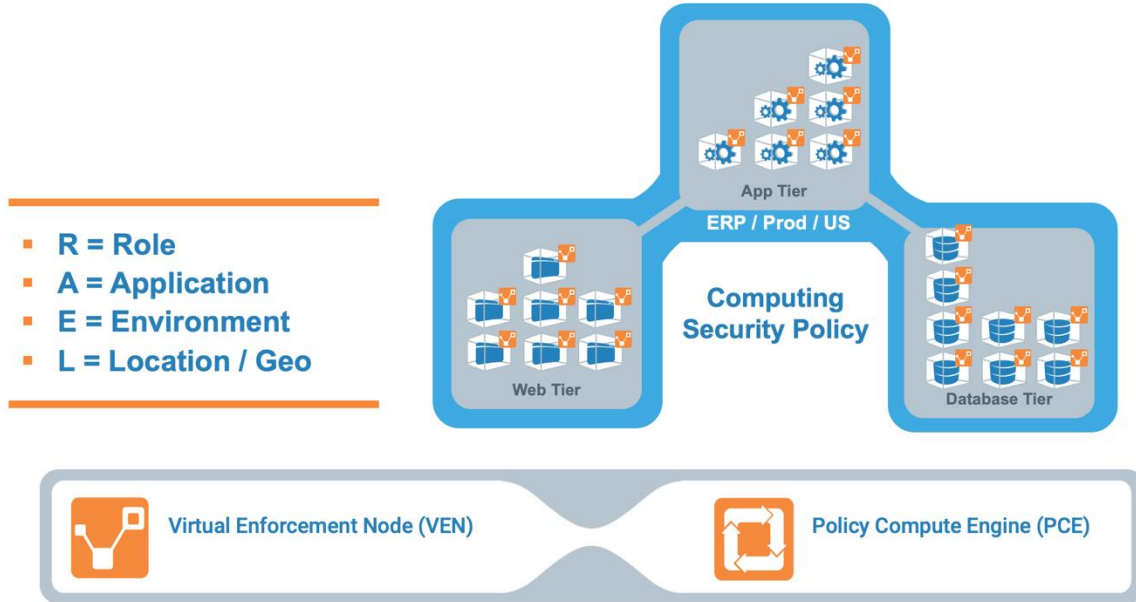 App Tier
ERP / Prod / US
▪ R = Role
▪ A = Application
▪ E = Environment
▪ L = Location / Geo
Computing
Security Policy
Web Tier
Database Tier
Virtual Enforcement Node (VEN)
Policy Compute Engine (PCE)